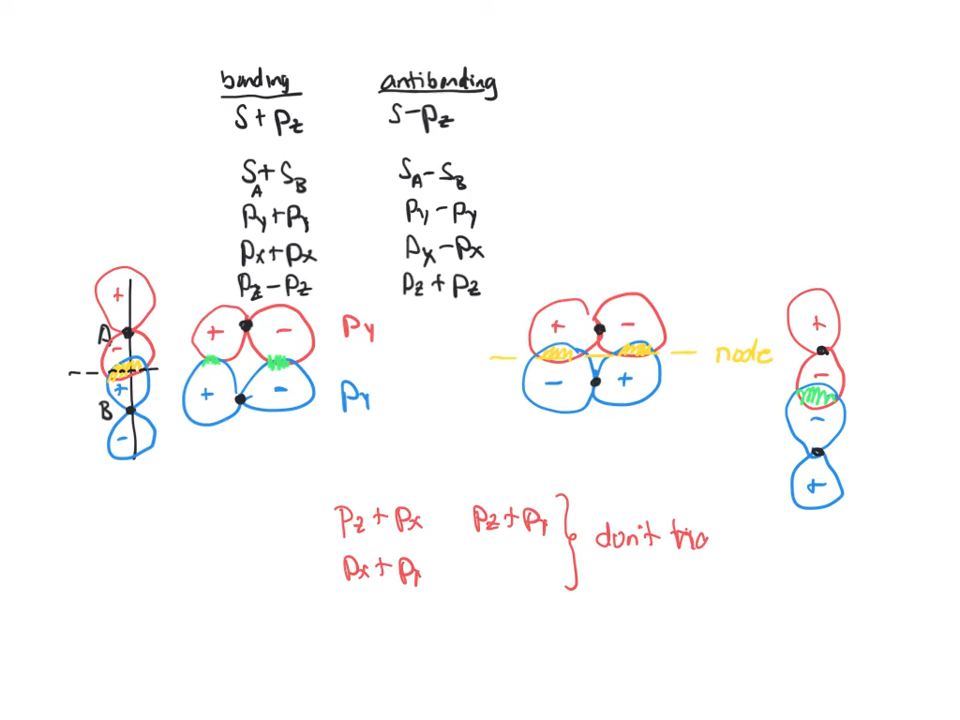 bonding antibonding
S + Pz S - Pz
SA + SB SA - SB
Py + Py Py - Py
Px + Px Px - Px
Pz - Pz Pz + Pz
+
A
-
+
B
-
+ - Py
+ - Py
+ -
- +
node
+
-
-
+
Pz + Px Pz + Py
Px + Py
don't